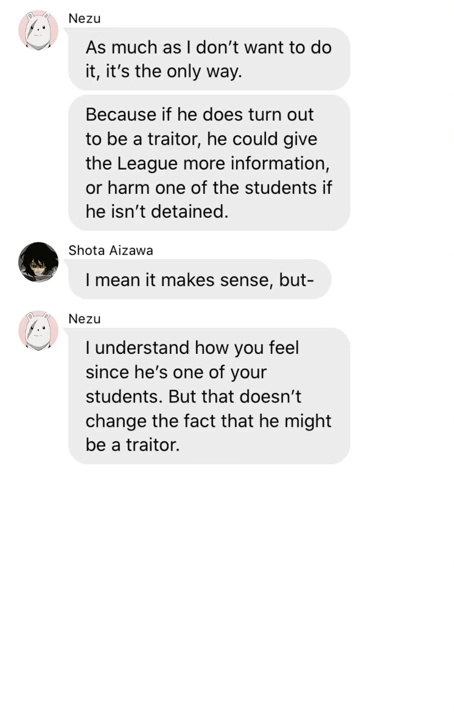 Nezu
As much as I don’t want to do
it, it’s the only way.
Because if he does turn out
to be a traitor, he could give
the League more information,
or harm one of the students if
he isn’t detained.
Shota Aizawa
I mean it makes sense, but-
Nezu
I understand how you feel
since he’s one of your
students. But that doesn’t
change the fact that he might
be a traitor.